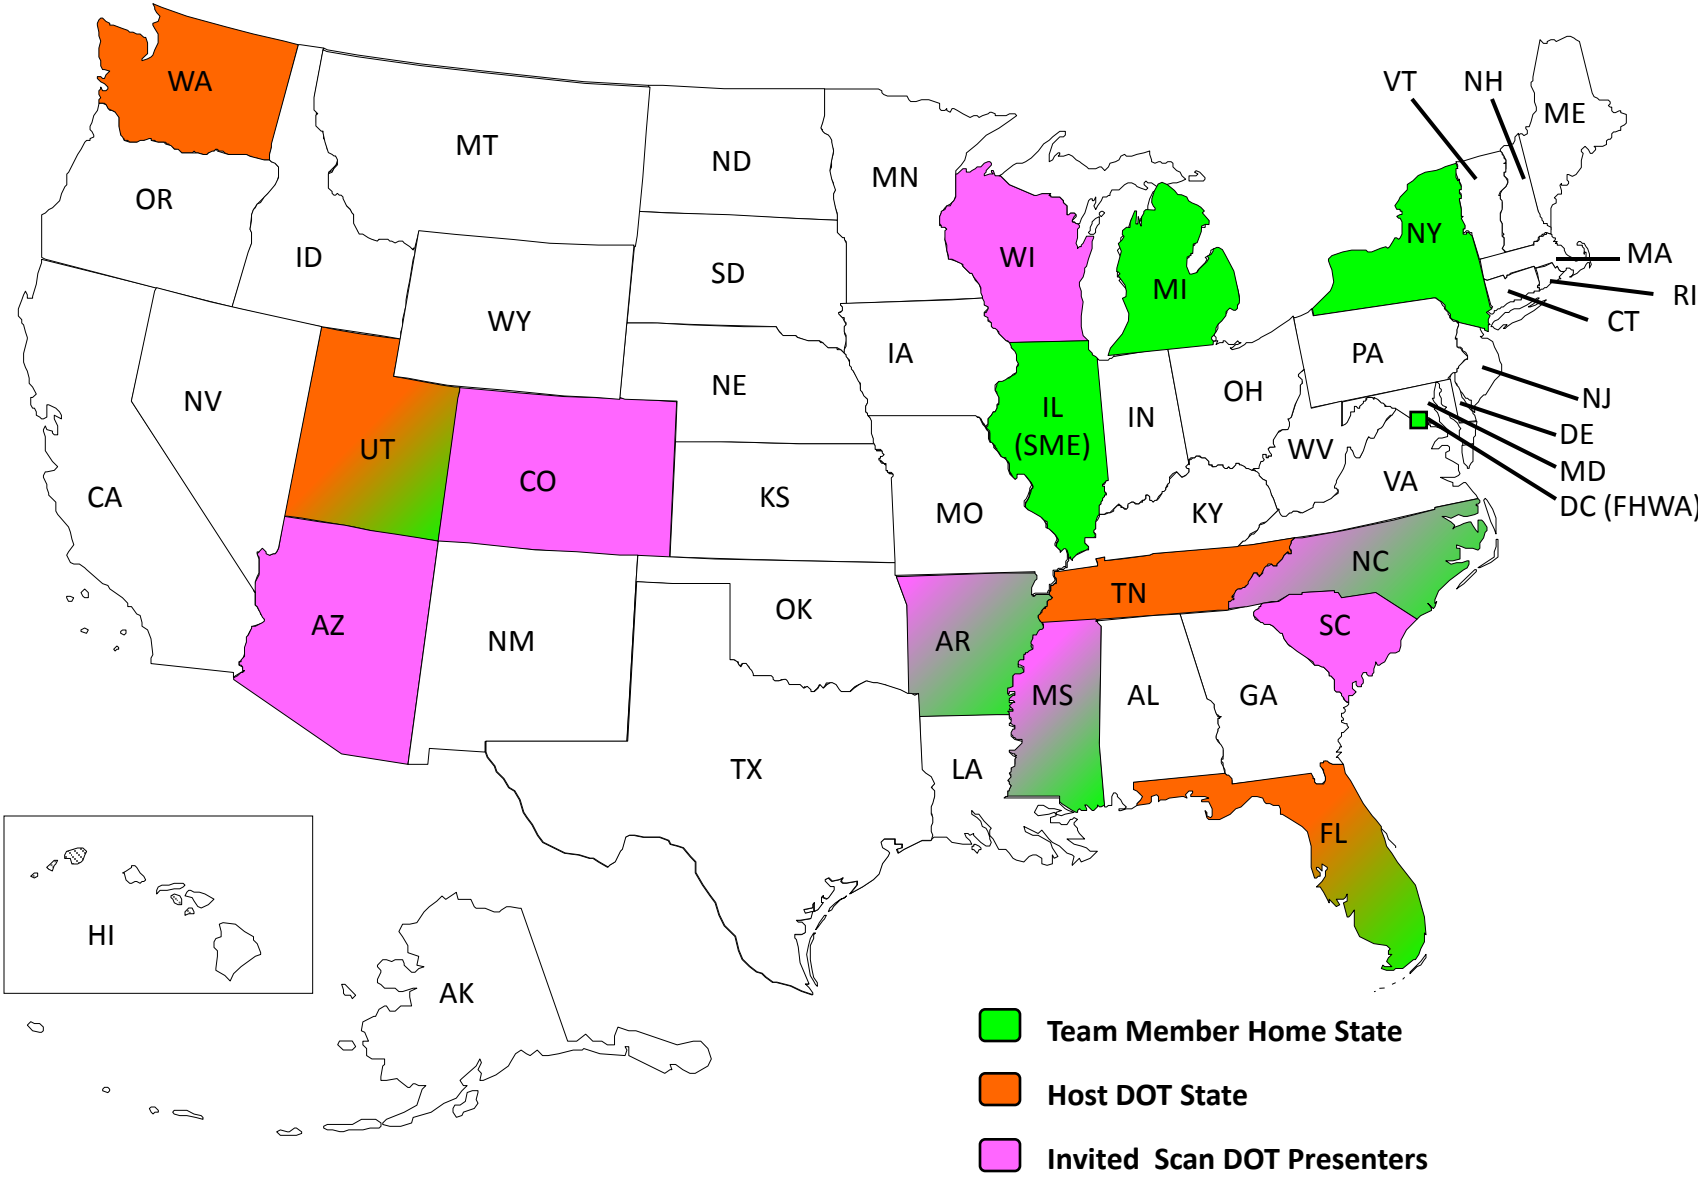 WA
VT
NH
ME
MT
ND
MN
OR
NY
MA
ID
SD
WI
MI
RI
CT
WY
IA
PA
NE
OH
NJ
NV
IL
(SME)
IN
DE
WV
MD
UT
CO
VA
CA
KS
MO
KY
DC (FHWA)
NC
TN
AZ
OK
SC
NM
AR
MS
AL
GA
TX
LA
FL
HI
AK
Team Member Home State
Host DOT State
Invited Scan DOT Presenters